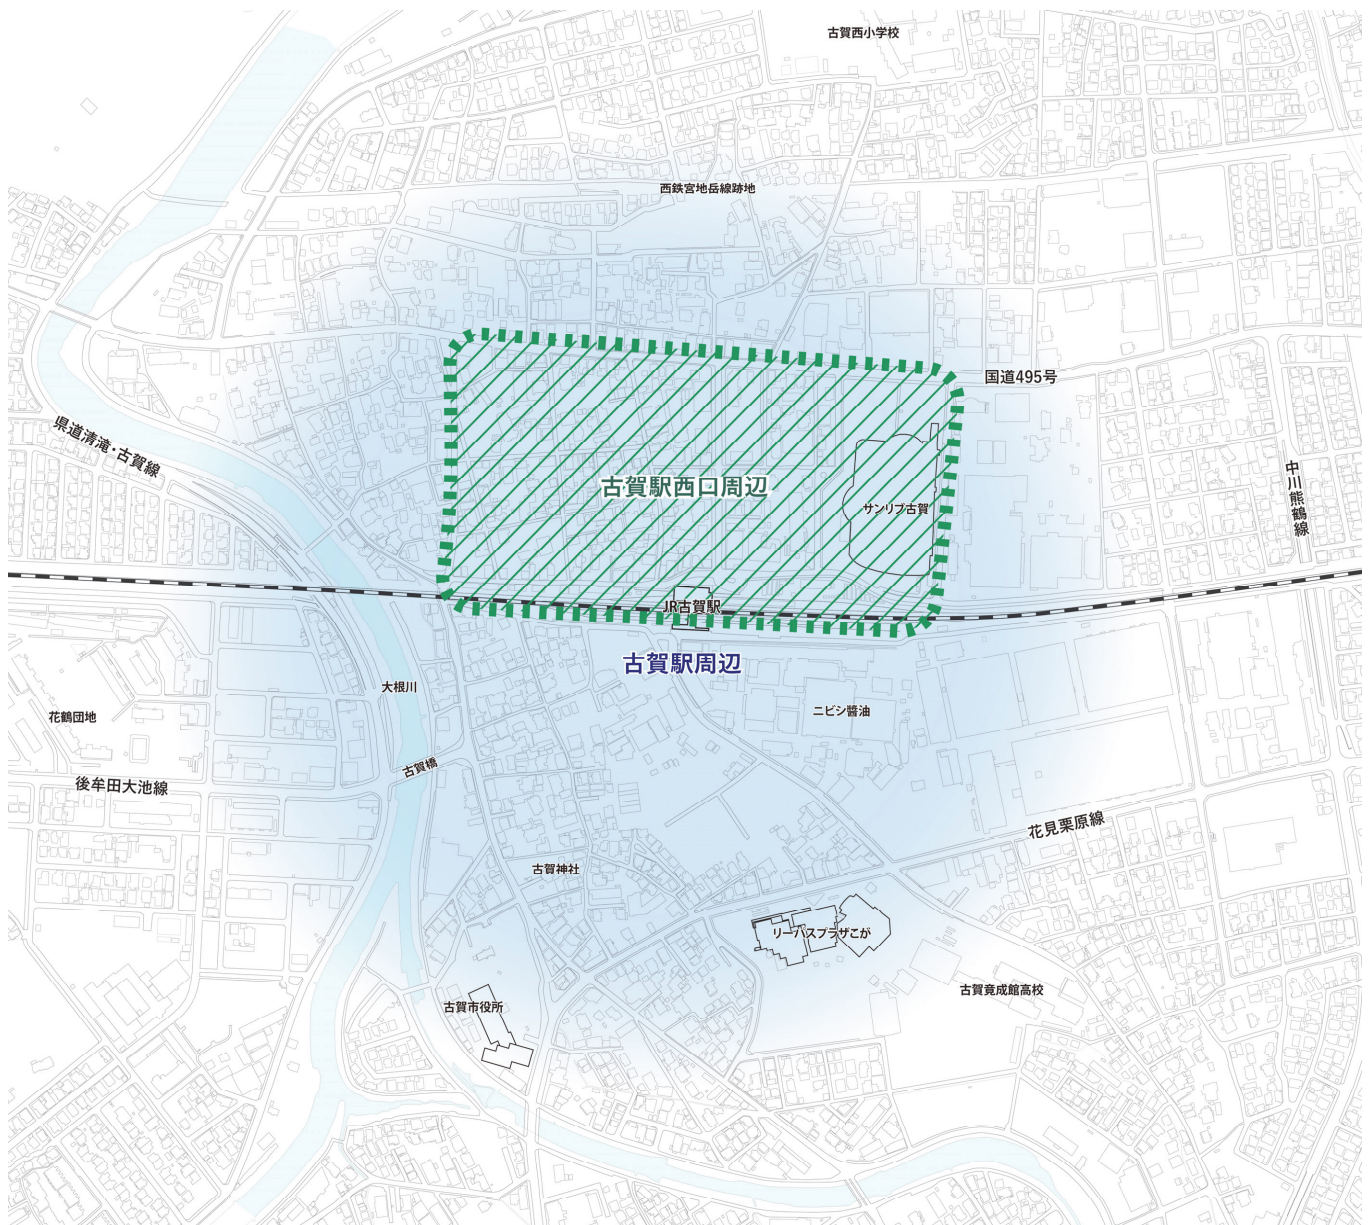 古賀西小学校
西鉄宮地岳線跡地
国道495号
県道清滝・古賀線
中川熊鶴線
古賀駅西口周辺
サンリブ古賀
JR古賀駅
古賀駅周辺
大根川
ニビシ醤油
花鶴団地
古賀橋
後牟田大池線
花見栗原線
古賀神社
リーパスプラザこが
古賀市役所
古賀竟成館高校